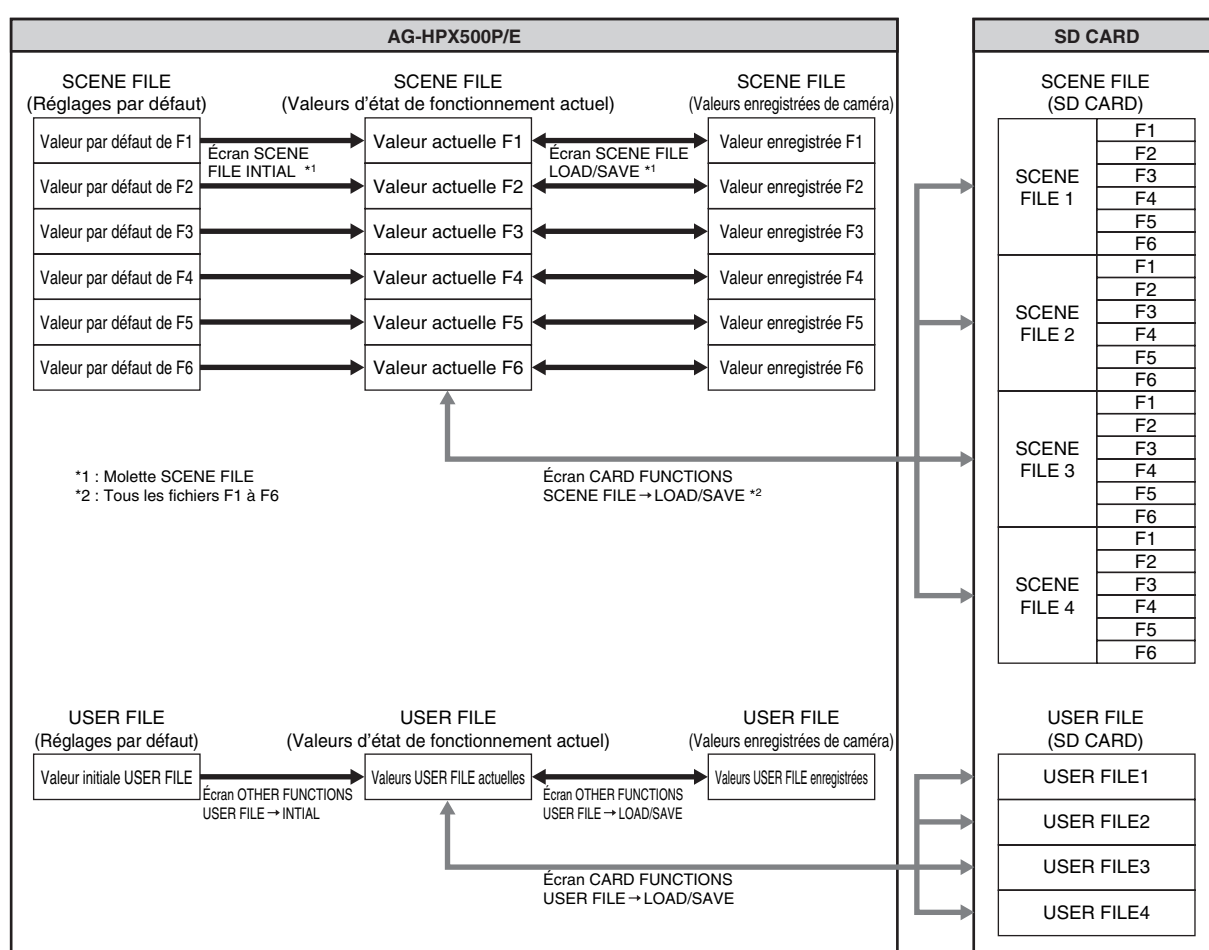 AG-HPX500P/E
SD CARD
SCENE FILE
(Réglages par défaut)
SCENE FILE
(Valeurs d'état de fonctionnement actuel)
SCENE FILE
(Valeurs enregistrées de caméra)
SCENE FILE
(SD CARD)
Valeur par défaut de F1
Écran SCENE
FILE INTIAL *1
Valeur actuelle F1
Écran SCENE FILE
LOAD/SAVE *1
Valeur enregistrée F1
Valeur par défaut de F2
Valeur actuelle F2
Valeur enregistrée F2
Valeur par défaut de F3
Valeur actuelle F3
Valeur enregistrée F3
Valeur par défaut de F4
Valeur actuelle F4
Valeur enregistrée F4
Valeur par défaut de F5
Valeur actuelle F5
Valeur enregistrée F5
Valeur par défaut de F6
Valeur actuelle F6
Valeur enregistrée F6
*1 : Molette SCENE FILE
*2 : Tous les fichiers F1 à F6
Écran CARD FUNCTIONS
SCENE FILE→LOAD/SAVE *2
SCENE
FILE 1
F1
F2
F3
F4
F5
F6
SCENE
FILE 2
F1
F2
F3
F4
F5
F6
SCENE
FILE 3
F1
F2
F3
F4
F5
F6
SCENE
FILE 4
F1
F2
F3
F4
F5
F6
USER FILE
(Réglages par défaut)
USER FILE
(Valeurs d'état de fonctionnement actuel)
USER FILE
(Valeurs enregistrées de caméra)
USER FILE
(SD CARD)
Valeur initiale USER FILE
Écran OTHER FUNCTIONS
USER FILE→INTIAL
Valeurs USER FILE actuelles
Écran OTHER FUNCTIONS
USER FILE→LOAD/SAVE
Valeurs USER FILE enregistrées
Écran CARD FUNCTIONS
USER FILE→LOAD/SAVE
USER FILE1
USER FILE2
USER FILE3
USER FILE4